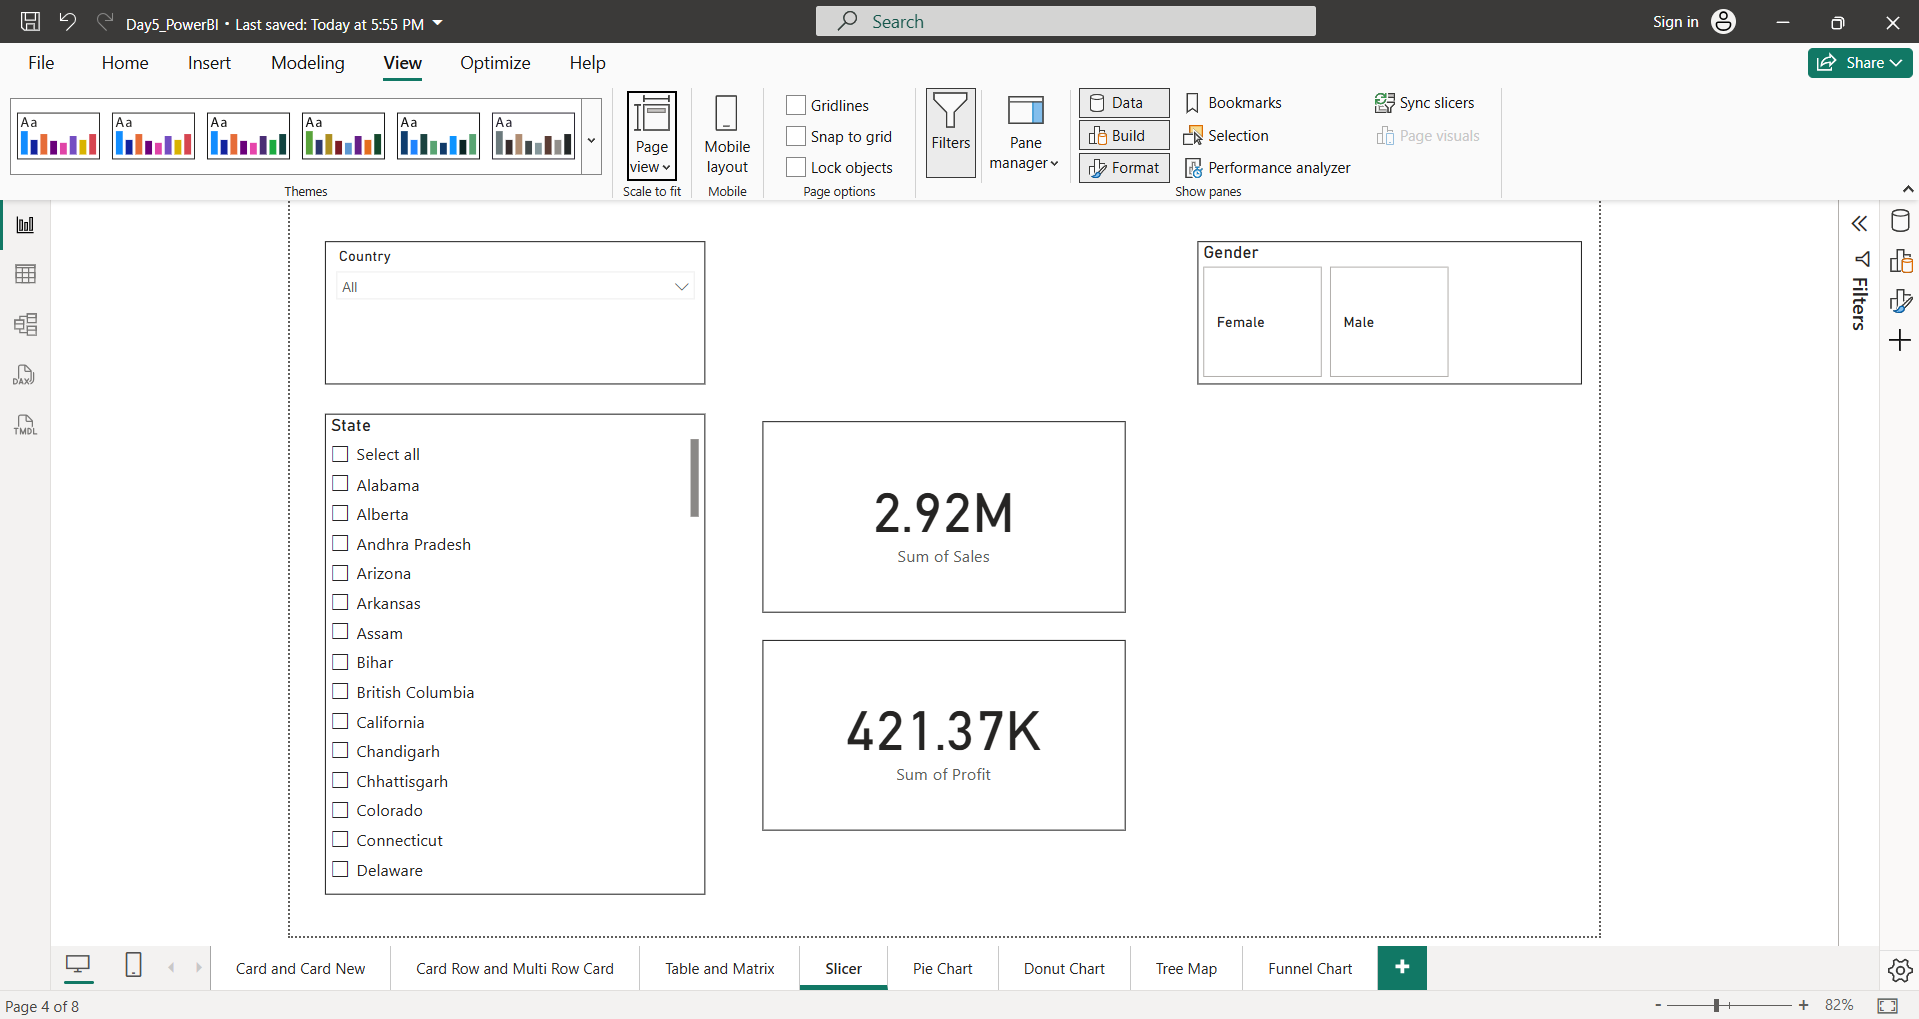 Day5_PowerBI • Last saved: Today at 5:55 PM
Search
Sign in
File Home Insert Modeling View Optimize Help
Share
Aa Aa Aa Aa Aa Aa
Themes
Page view
Scale to fit
Mobile layout
Mobile
Gridlines
Snap to grid
Lock objects
Page options
Filters
Pane manager
Data
Build
Format
Bookmarks
Selection
Performance analyzer
Sync slicers
Page visuals
Show panes
DAX
TMDL
Country
All
Gender
Female
Male
State
Select all
Alabama
Alberta
Andhra Pradesh
Arizona
Arkansas
Assam
Bihar
British Columbia
California
Chandigarh
Chhattisgarh
Colorado
Connecticut
Delaware
2.92M
Sum of Sales
421.37K
Sum of Profit
Filters
Card and Card New
Card Row and Multi Row Card
Table and Matrix
Slicer
Pie Chart
Donut Chart
Tree Map
Funnel Chart
+
Page 4 of 8
- + 82%